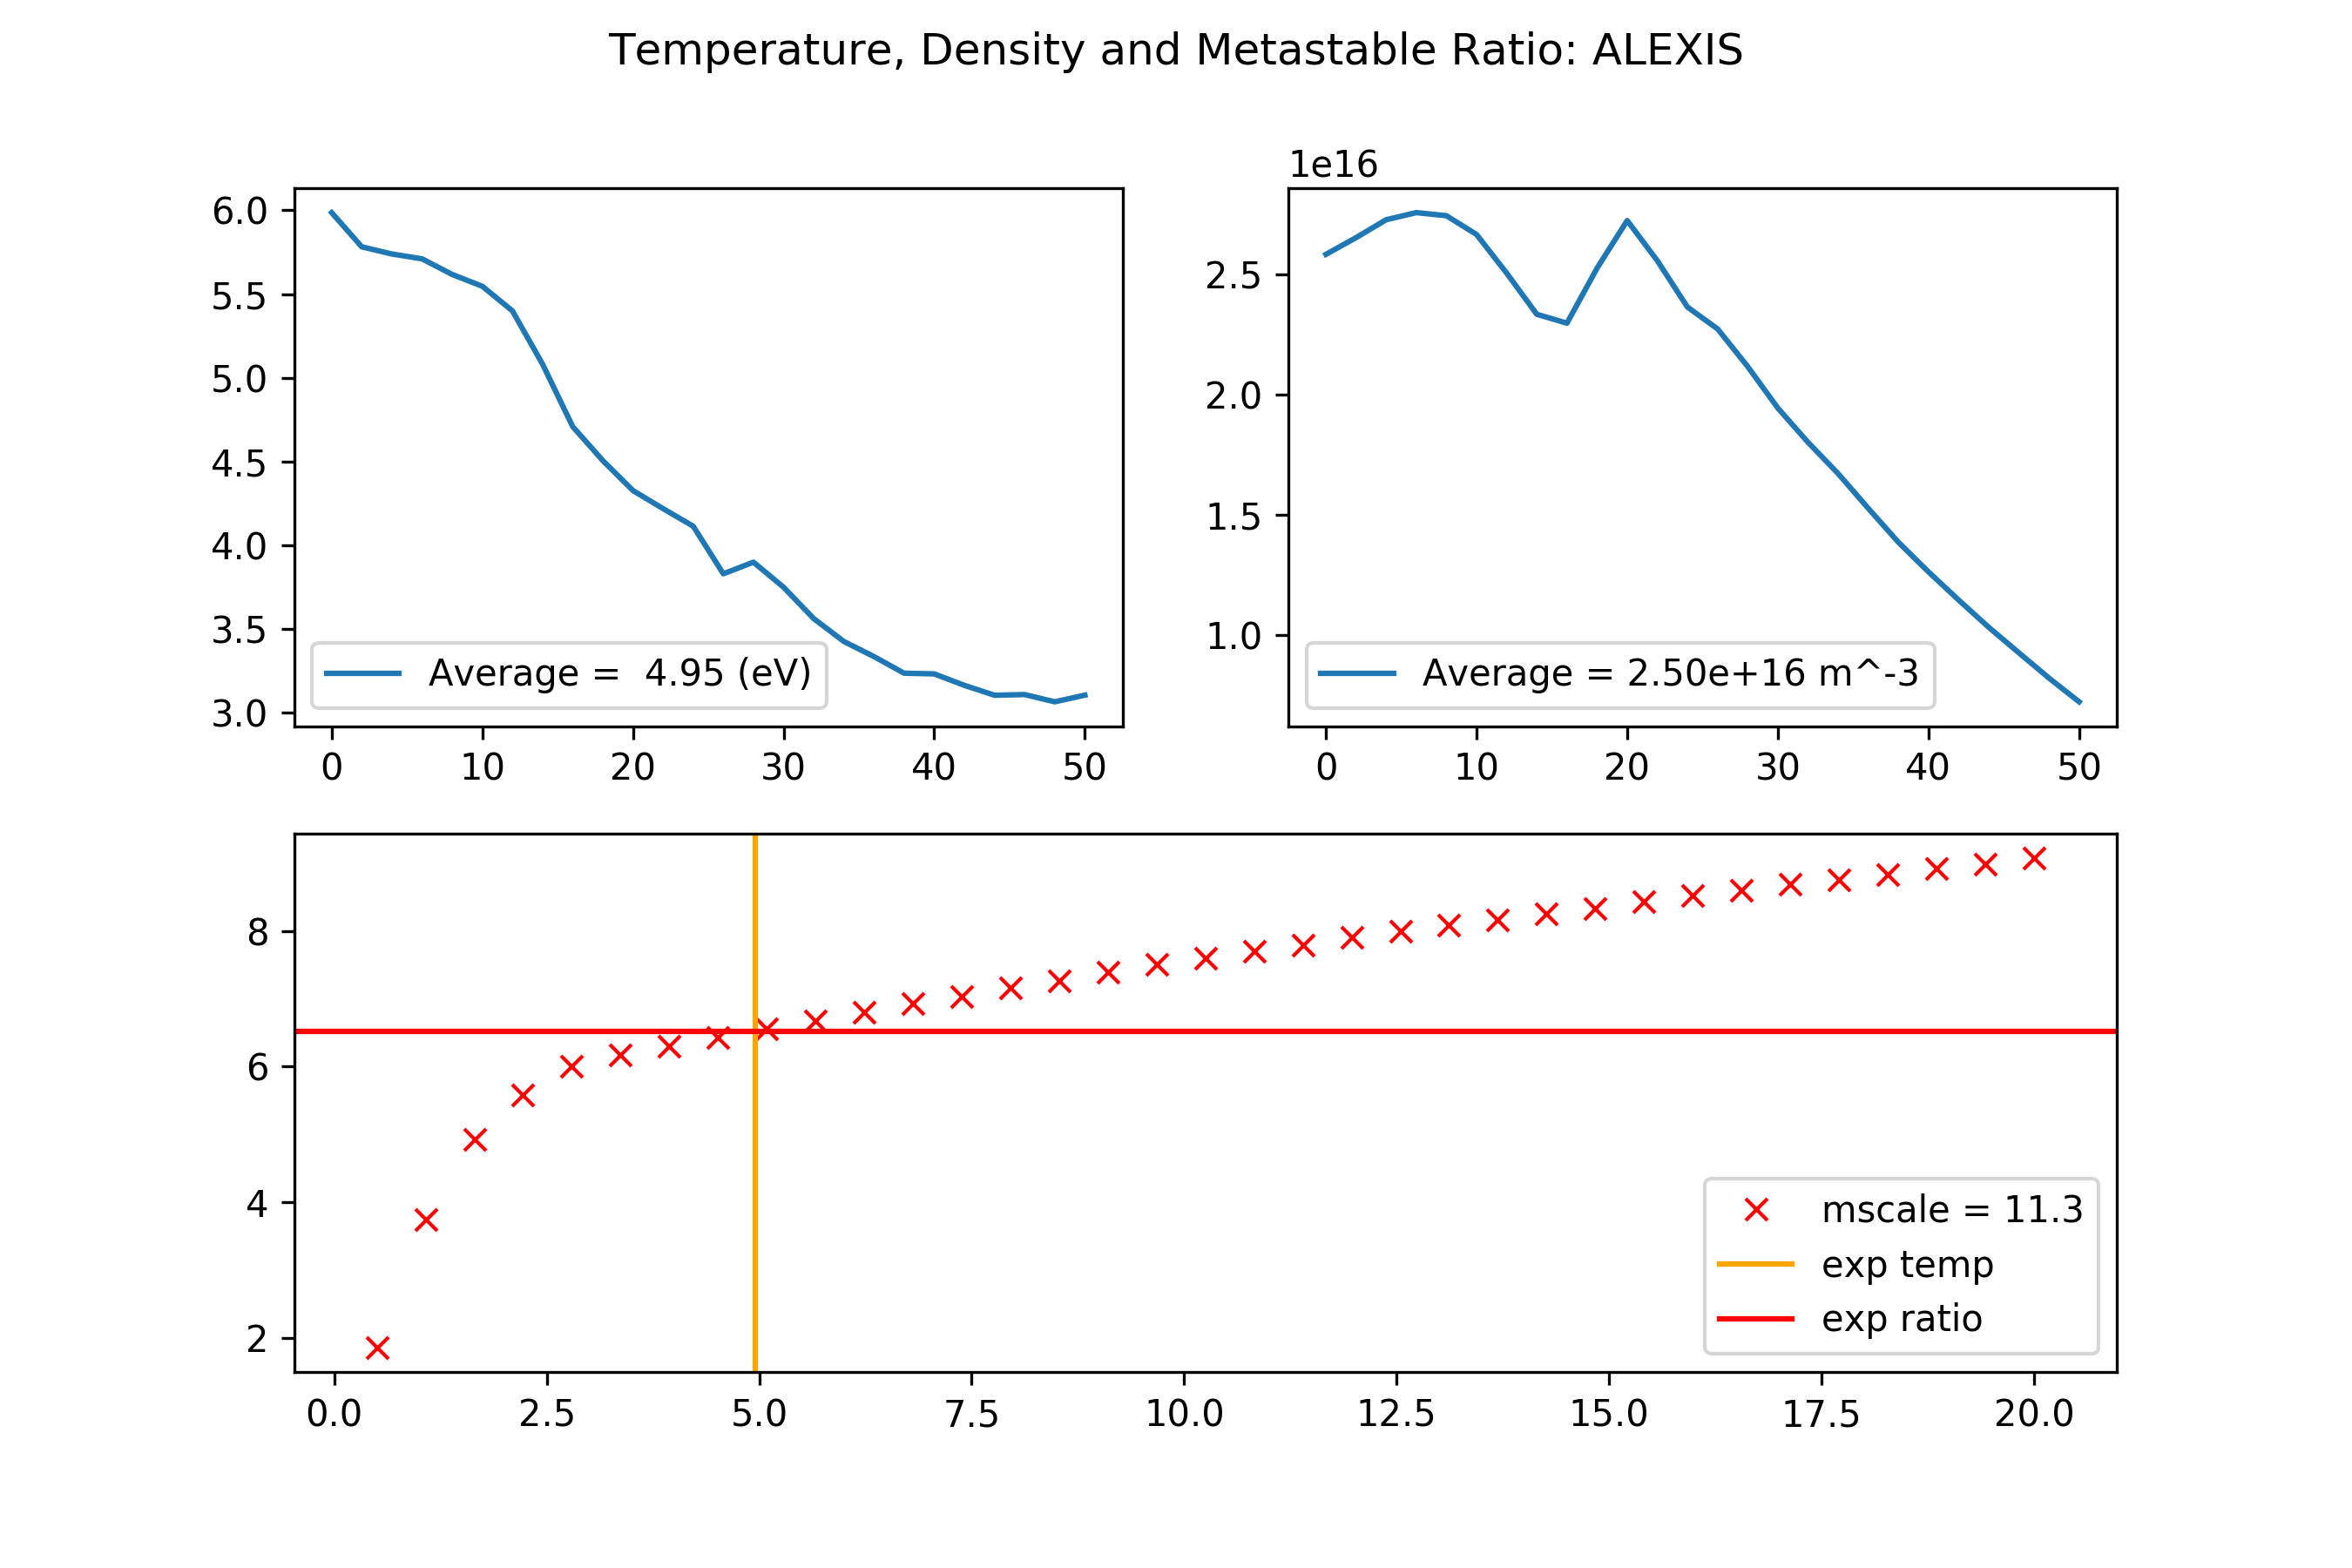 Temperature, Density and Metastable Ratio: ALEXIS
6.0
5.5
5.0
4.5
4.0
3.5
3.0
Average =  4.95 (eV)
0 10 20 30 40 50
1e16
2.5
2.0
1.5
1.0
Average = 2.50e+16 m^-3
0 10 20 30 40 50
8
6
4
2
mscale = 11.3
exp temp
exp ratio
0.0 2.5 5.0 7.5 10.0 12.5 15.0 17.5 20.0